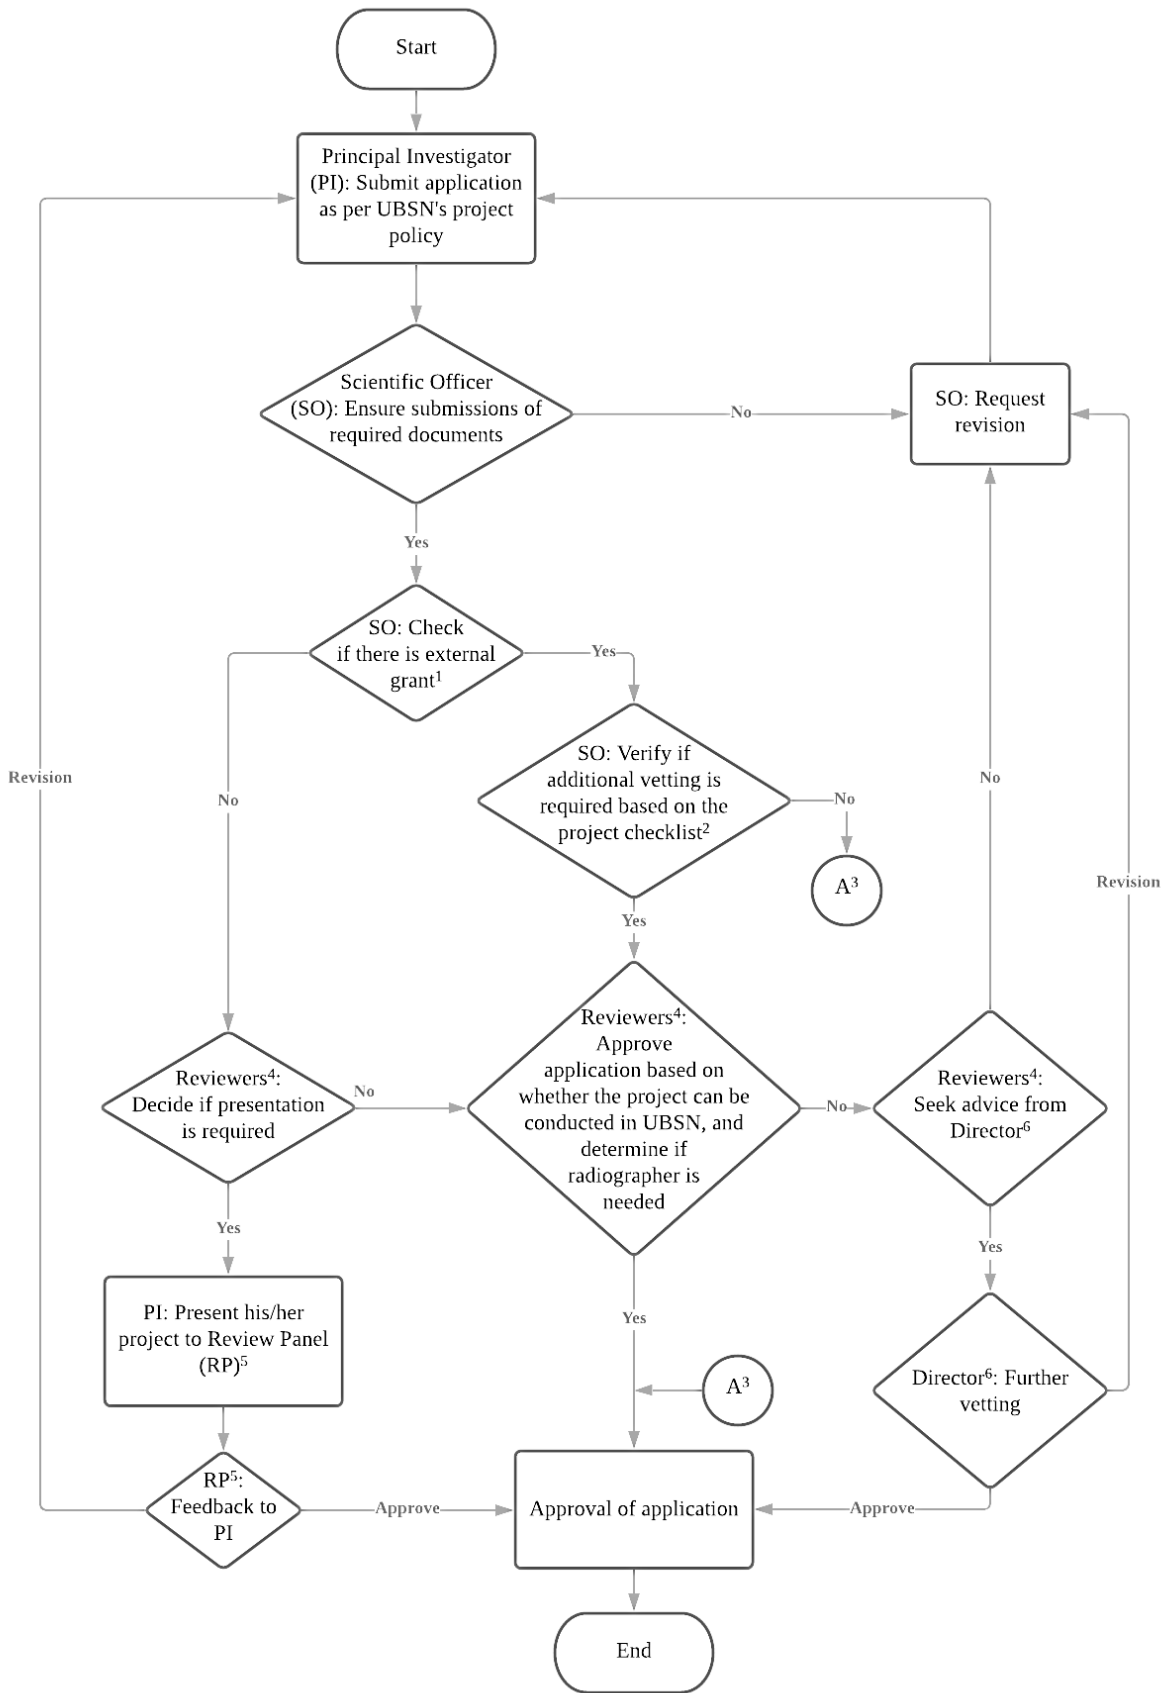 Start
Principal Investigator
(PI): Submit application
as per UBSN's project
policy
Scientific Officer
(SO): Ensure submissions of
required documents
No
SO: Request
revision
Yes
SO: Check
if there is external
grant¹
Yes
SO: Verify if
additional vetting is
required based on the
project checklist²
No
A³
Revision
No
No
Revision
Yes
Reviewers⁴:
Decide if presentation
is required
No
Reviewers⁴:
Approve
application based on
whether the project can be
conducted in UBSN, and
determine if
radiographer is
needed
No
Reviewers⁴:
Seek advice from
Director⁶
Yes
Yes
PI: Present his/her
project to Review Panel
(RP)⁵
Yes
A³
Director⁶: Further
vetting
RP⁵:
Feedback to
PI
Approve
Approval of application
Approve
End